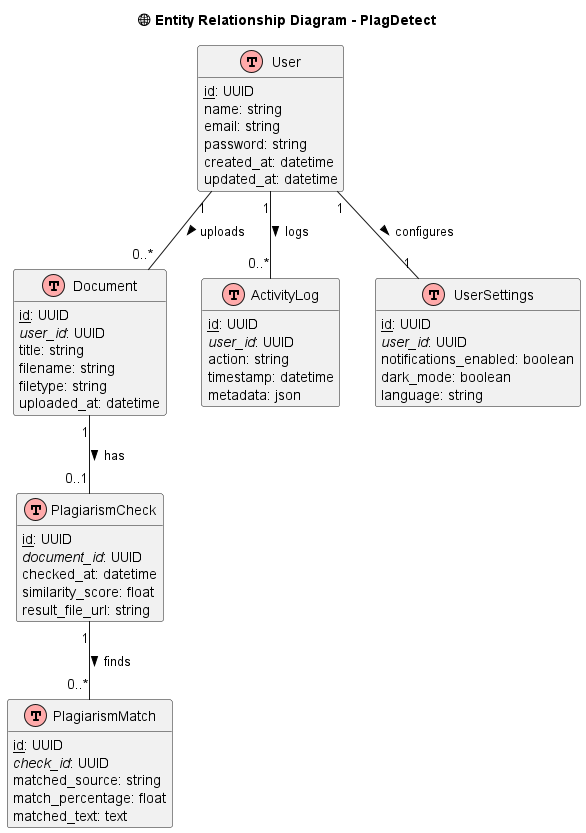 Entity Relationship Diagram - PlagDetect
T User
id: UUID
name: string
email: string
password: string
created_at: datetime
updated_at: datetime
1 1 1
uploads logs configures
0..* 0..* 1
T Document
id: UUID
user_id: UUID
title: string
filename: string
filetype: string
uploaded_at: datetime
T ActivityLog
id: UUID
user_id: UUID
action: string
timestamp: datetime
metadata: json
T UserSettings
id: UUID
user_id: UUID
notifications_enabled: boolean
dark_mode: boolean
language: string
1
has
0..1
T PlagiarismCheck
id: UUID
document_id: UUID
checked_at: datetime
similarity_score: float
result_file_url: string
1
finds
0..*
T PlagiarismMatch
id: UUID
check_id: UUID
matched_source: string
match_percentage: float
matched_text: text